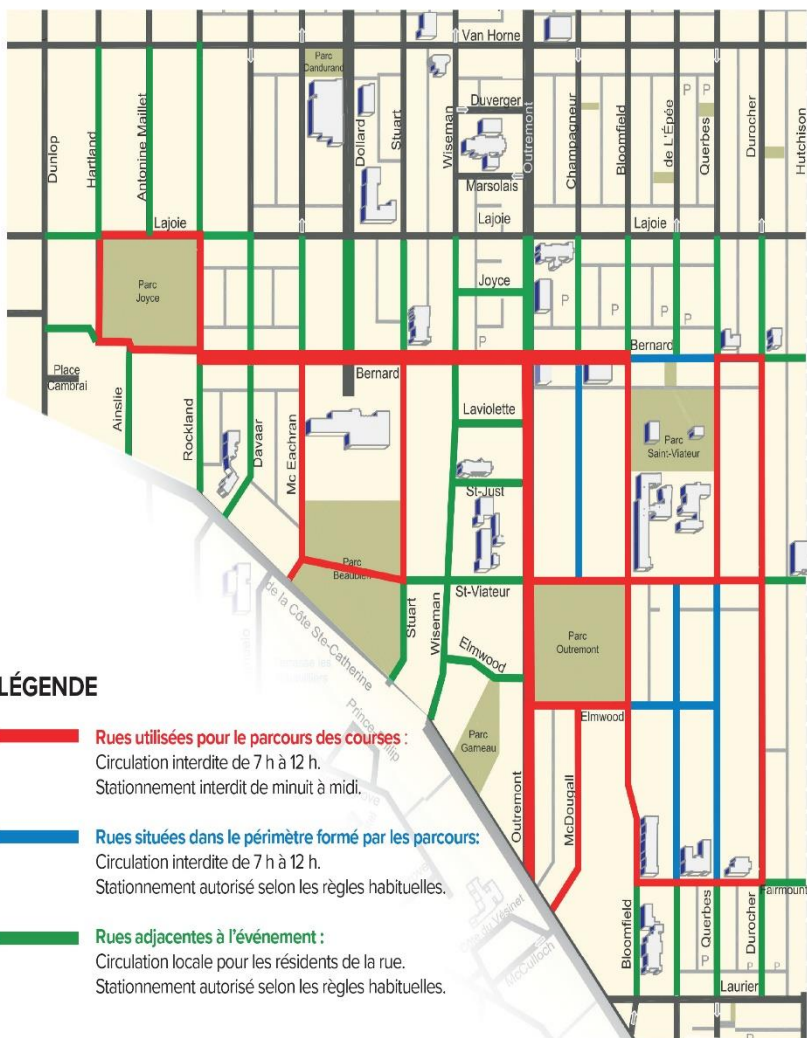 Van Horne
Parc
Dandurand
Dollard
Stuart
Wiseman
Duverger
Outremont
Champagneur
Bloomfield
de L'Épée
P
P
P
Querbes
Durocher
Hutchison
Dunlop
Hartland
Antonine Maillet
Marsolais
Lajoie
Lajoie
Lajoie
Parc
Joyce
Joyce
P
P
P
P
Bernard
Bernard
Place
Cambrai
Ainslie
Rockland
Davaar
Mc Eachran
Laviolette
Parc
Saint-Viateur
St-Just
Parc
Beaubien
St-Viateur
de la Côte Ste-Catherine
Stuart
Wiseman
Elmwood
Parc
Outremont
Elmwood
Parc
Garneau
Outremont
McDougall
McCulloch
Fairmount
Bloomfield
Querbes
Durocher
P
P
P
Laurier
LÉGENDE
Rues utilisées pour le parcours des courses :
Circulation interdite de 7 h à 12 h.
Stationnement interdit de minuit à midi.
Rues situées dans le périmètre formé par les parcours:
Circulation interdite de 7 h à 12 h.
Stationnement autorisé selon les règles habituelles.
Rues adjacentes à l'événement :
Circulation locale pour les résidents de la rue.
Stationnement autorisé selon les règles habituelles.